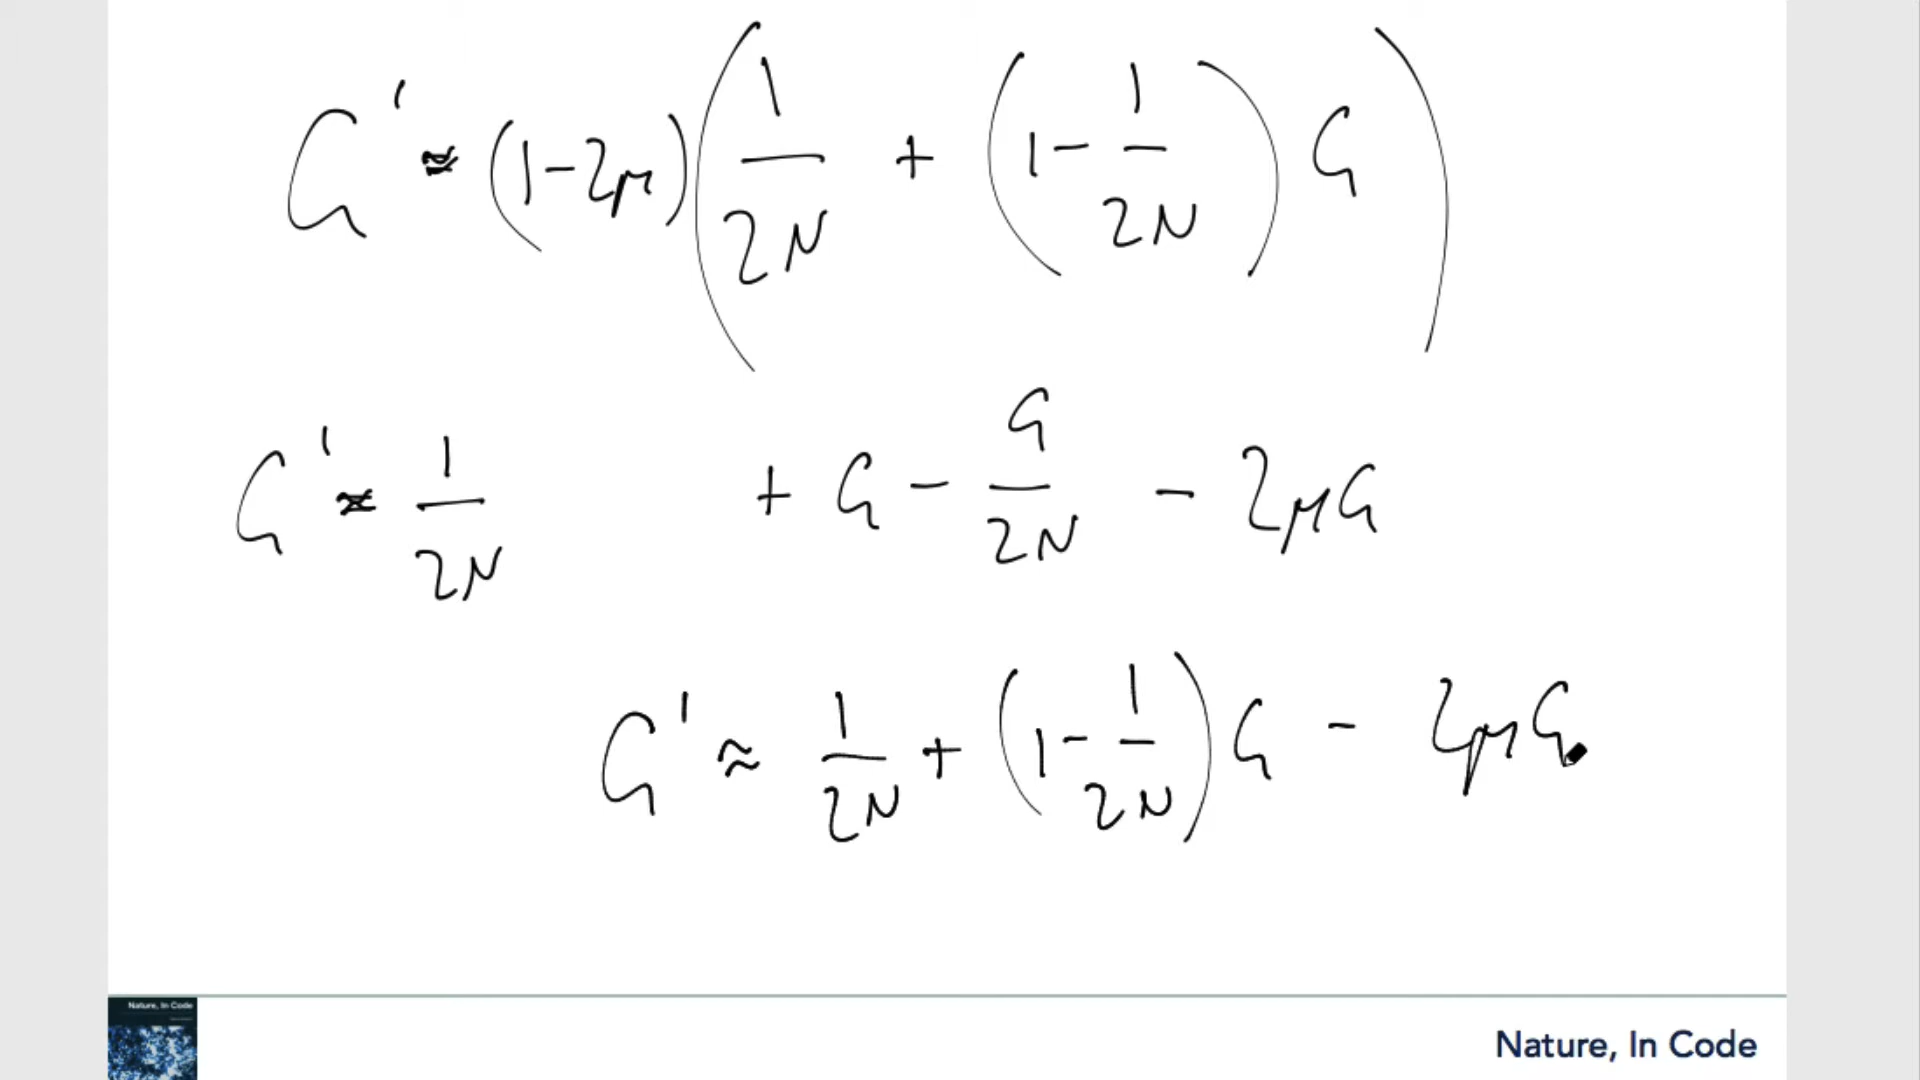 G' ≈ (1-2μ)(1/2N + (1 - 1/2N) G)
G' ≈ 1/2N + G - G/2N - 2μG
G' ≈ 1/2N + (1 - 1/2N) G - 2μG
Nature, In Code
Nature, In Code